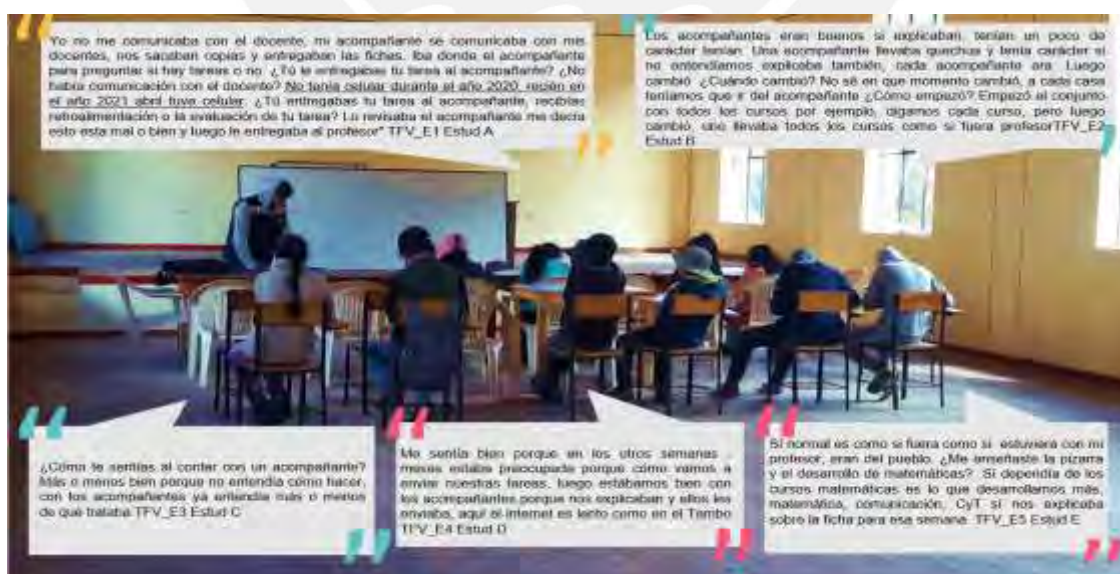 Yo no me comunicaba con el docente, mi acompañante se comunicaba con mis
docentes, nos sacaban copias y entregaban las fichas. Iba donde el acompañante
para preguntar si hay tareas o no. ¿Tú le entregabas tu tarea al acompañante? ¿No
había comunicación con el docente? No tenía celular durante el año 2020, recién en
el año 2021 abril tuve celular. ¿Tú entregabas tu tarea al acompañante, recibías
retroalimentación o la evaluación de tu tarea? Lo revisaba el acompañante me decía
esto esta mal o bien y luego le entregaba al profesor" TFV_E1 Estud A
Los acompañantes eran buenos si explicaban, tenían un poco de
carácter tenían. Una acompañante llevaba quechua y tenía carácter si
no entendíamos explicaba también, cada acompañante era. Luego
cambió ¿Cuándo cambió? No sé en que momento cambió, a cada casa
teníamos que ir del acompañante ¿Cómo empezó? Empezó el conjunto
con todos los cursos por ejemplo, digamos cada curso, pero luego
cambió, uno llevaba todos los cursos como si fuera profesorTFV_E2
Estud B
¿Cómo te sentías al contar con un acompañante?
Más o menos bien porque no entendía cómo hacer,
con los acompañantes ya entendía más o menos
de qué trataba TFV_E3 Estud C
Me sentía bien porque en los otros semanas
meses estaba preocupada porque cómo vamos a
enviar nuestras tareas, luego estábamos bien con
los acompañantes porque nos explicaban y ellos les
enviaba, aquí el internet es lento como en el Tambo
TFV_E4 Estud D
Sí normal es como si fuera como si estuviera con mi
profesor, eran del pueblo. ¿Me enseñaste la pizarra
y el desarrollo de matemáticas? Sí dependía de los
cursos matemáticas es lo que desarrollamos más,
matemática, comunicación, CyT sí nos explicaba
sobre la ficha para esa semana. TFV_E5 Estud E